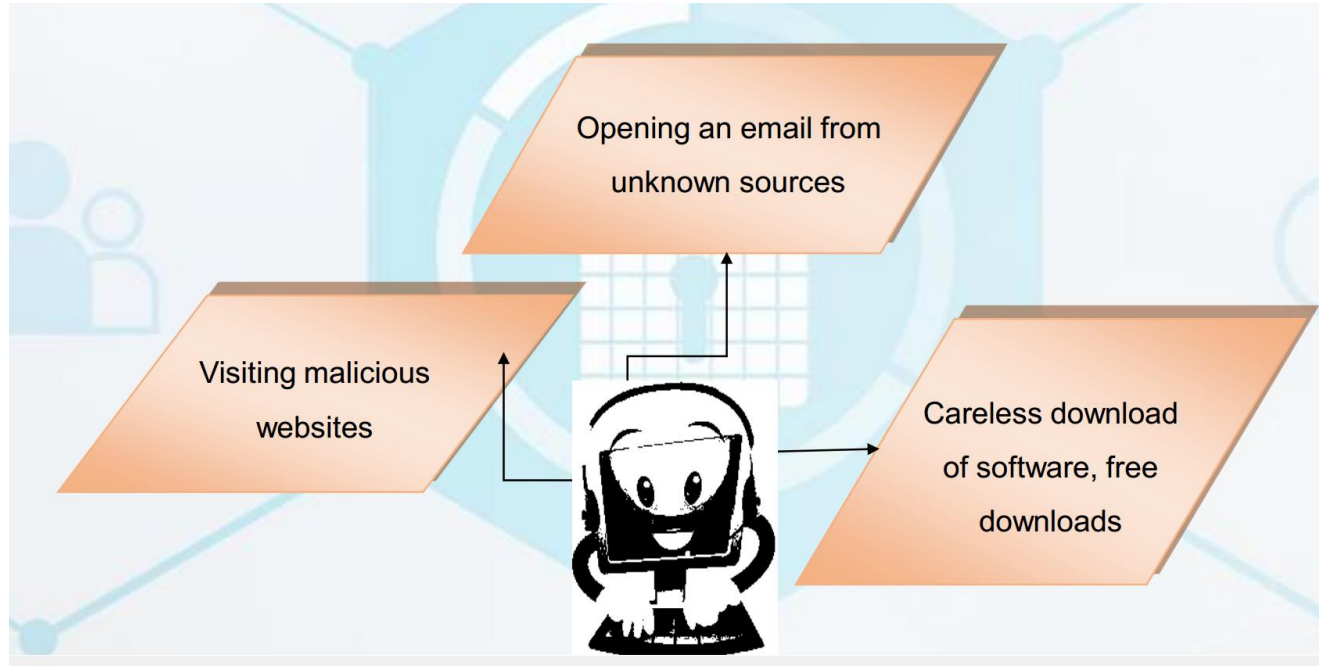 Opening an email from
unknown sources
Visiting malicious
websites
Careless download
of software, free
downloads